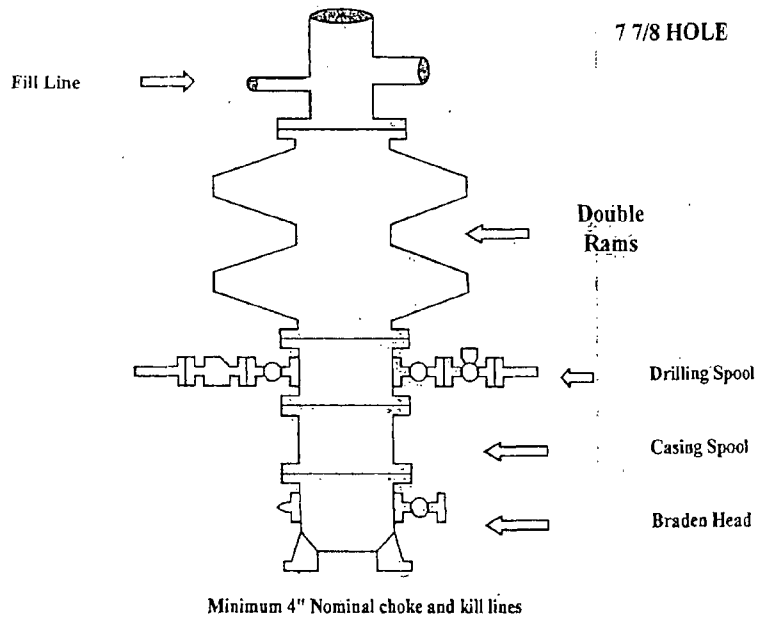 7 7/8 HOLE
Fill Line
Double
Rams
Drilling Spool
Casing Spool
Braden Head
Minimum 4" Nominal choke and kill lines